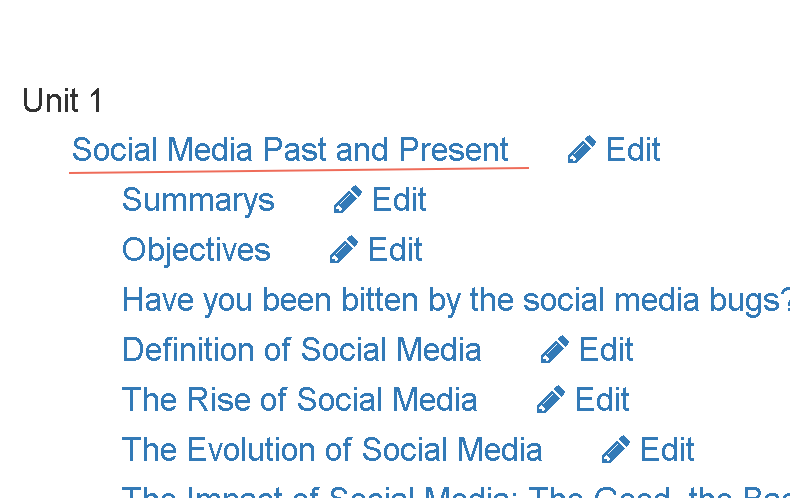 Unit 1
Social Media Past and Present Edit
Summarys Edit
Objectives Edit
Have you been bitten by the social media bugs?
Definition of Social Media Edit
The Rise of Social Media Edit
The Evolution of Social Media Edit
The Impact of Social Media: The Good, the Bad